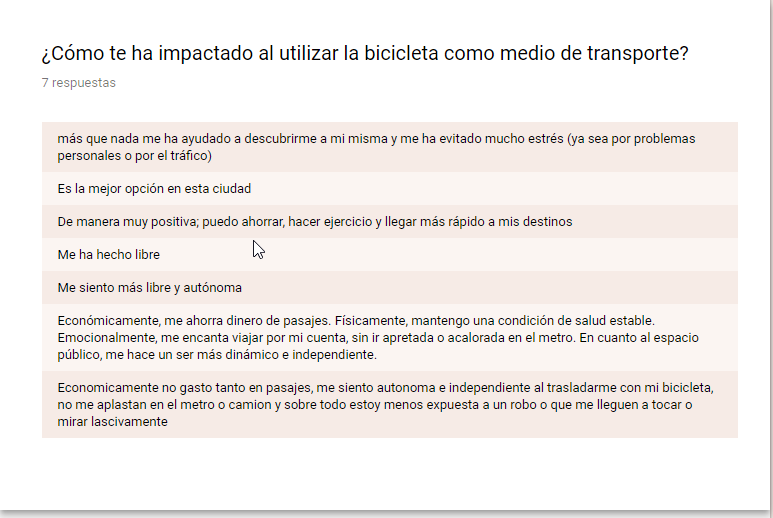 ¿Cómo te ha impactado al utilizar la bicicleta como medio de transporte?
7 respuestas
más que nada me ha ayudado a descubrirme a mi misma y me ha evitado mucho estrés (ya sea por problemas
personales o por el tráfico)
Es la mejor opción en esta ciudad
De manera muy positiva; puedo ahorrar, hacer ejercicio y llegar más rápido a mis destinos
Me ha hecho libre
Me siento más libre y autónoma
Económicamente, me ahorra dinero de pasajes. Físicamente, mantengo una condición de salud estable.
Emocionalmente, me encanta viajar por mi cuenta, sin ir apretada o acalorada en el metro. En cuanto al espacio
público, me hace un ser más dinámico e independiente.
Economicamente no gasto tanto en pasajes, me siento autonoma e independiente al trasladarme con mi bicicleta,
no me aplastan en el metro o camion y sobre todo estoy menos expuesta a un robo o que me lleguen a tocar o
mirar lascivamente